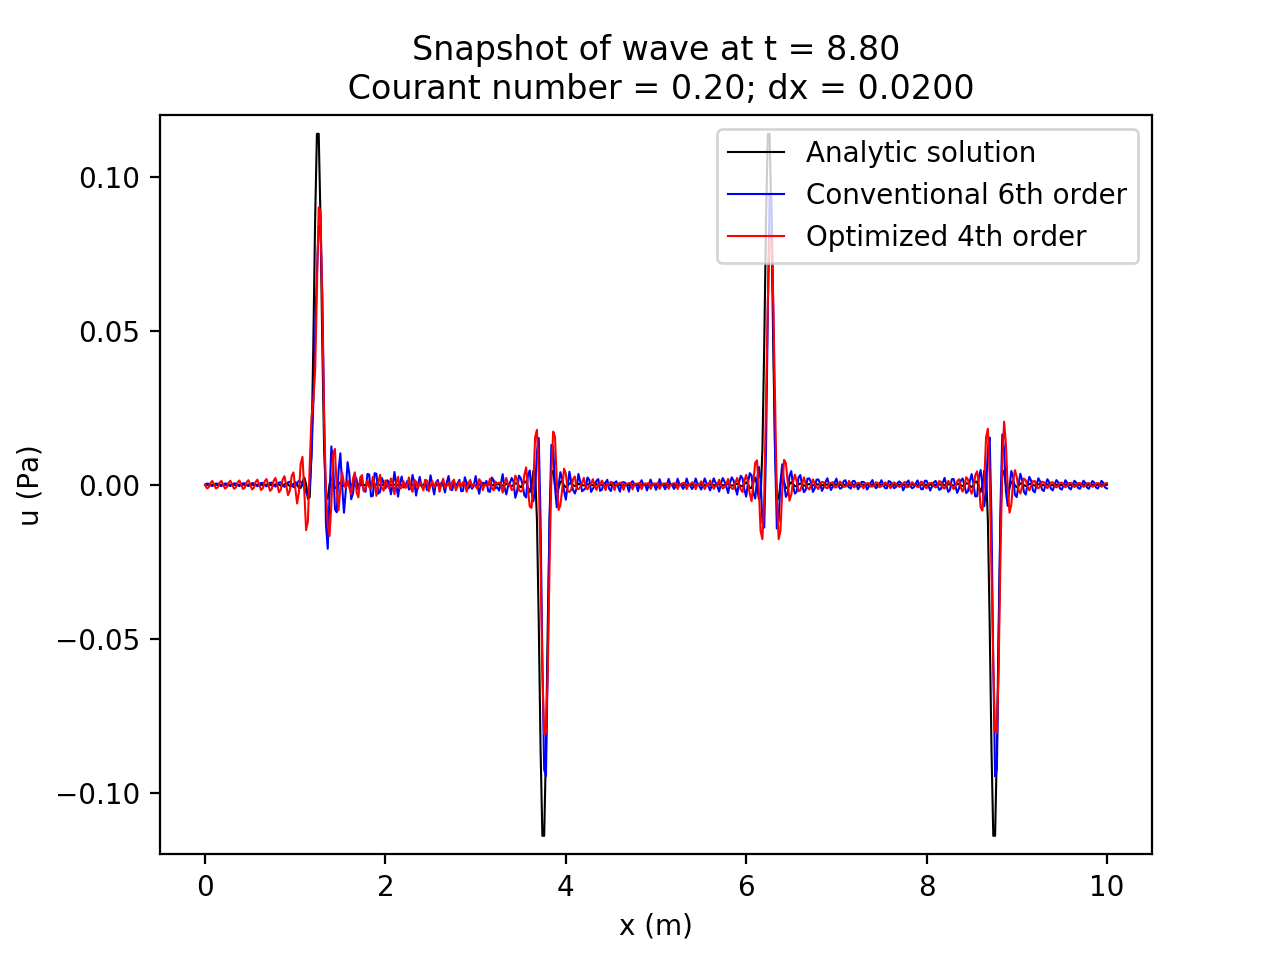 Snapshot of wave at t = 8.80
Courant number = 0.20; dx = 0.0200
Analytic solution
Conventional 6th order
Optimized 4th order
0.10
0.05
0.00
−0.05
−0.10
u (Pa)
0 2 4 6 8 10
x (m)